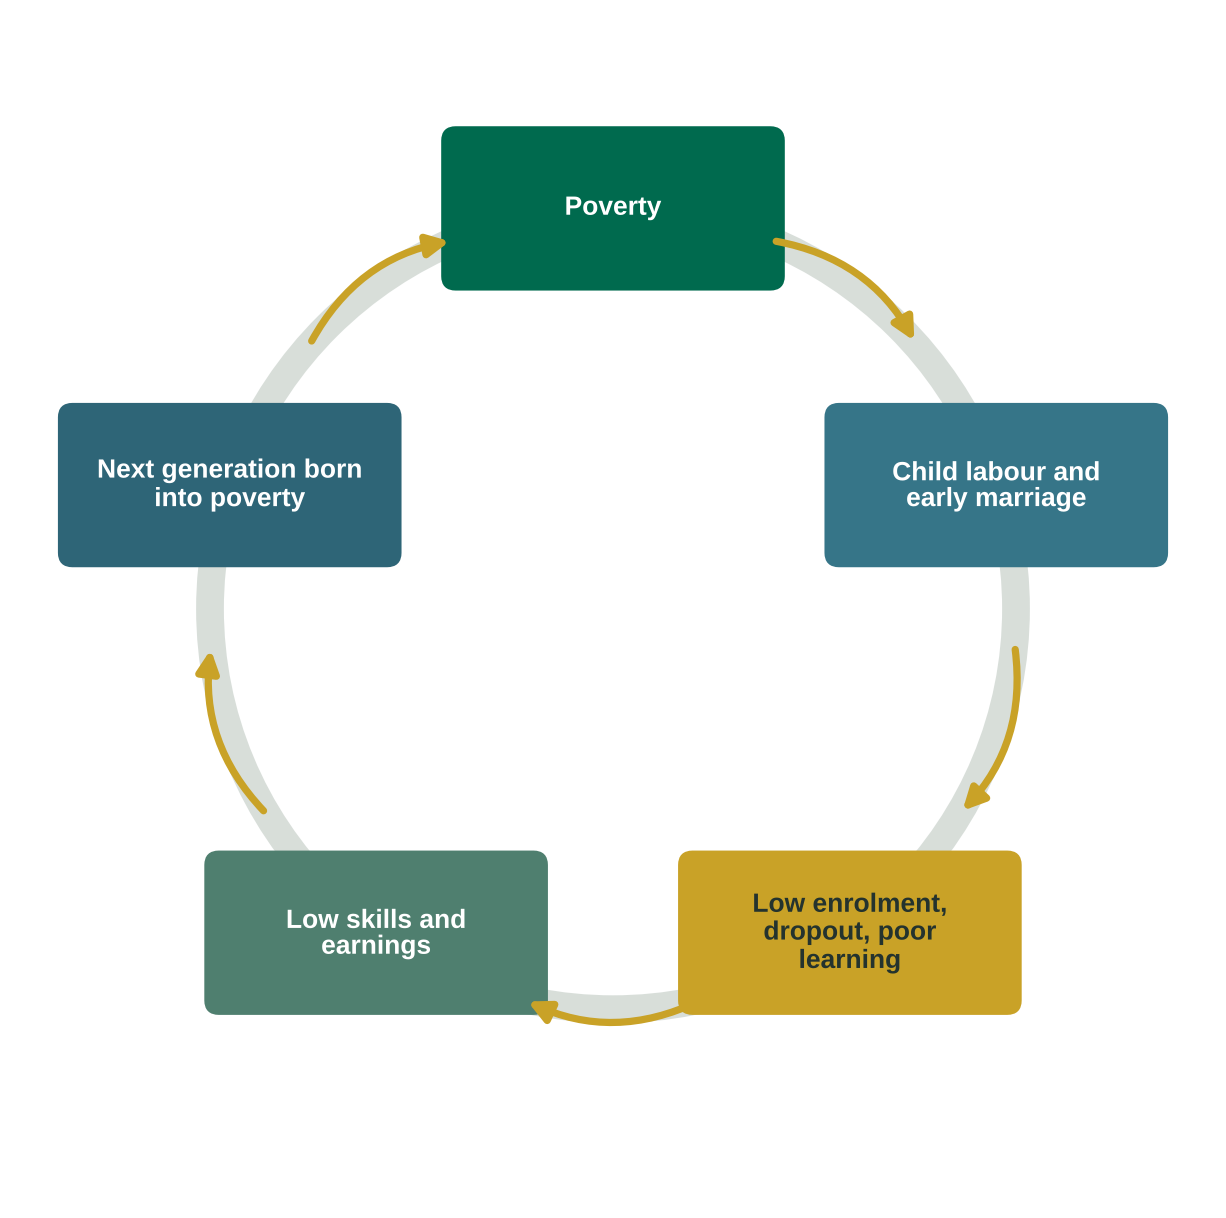 Poverty
Child labour and
early marriage
Low enrolment,
dropout, poor
learning
Low skills and
earnings
Next generation born
into poverty